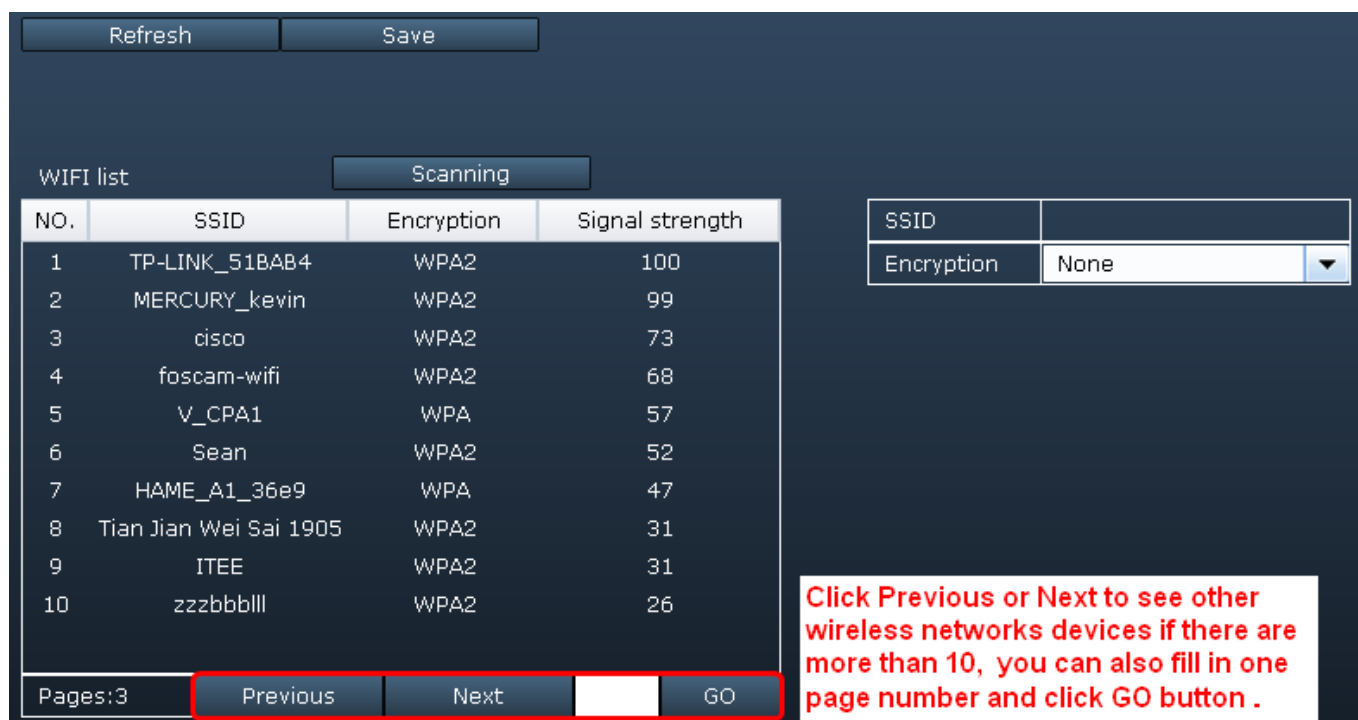 Refresh Save
WIFI list Scanning
NO. SSID Encryption Signal strength
1 TP-LINK_51BAB4 WPA2 100
2 MERCURY_kevin WPA2 99
3 cisco WPA2 73
4 foscam-wifi WPA2 68
5 V_CPA1 WPA 57
6 Sean WPA2 52
7 HAME_A1_36e9 WPA 47
8 Tian Jian Wei Sai 1905 WPA2 31
9 ITEE WPA2 31
10 zzzbbblll WPA2 26
Pages:3 Previous Next GO
SSID
Encryption None
Click Previous or Next to see other
wireless networks devices if there are
more than 10, you can also fill in one
page number and click GO button .